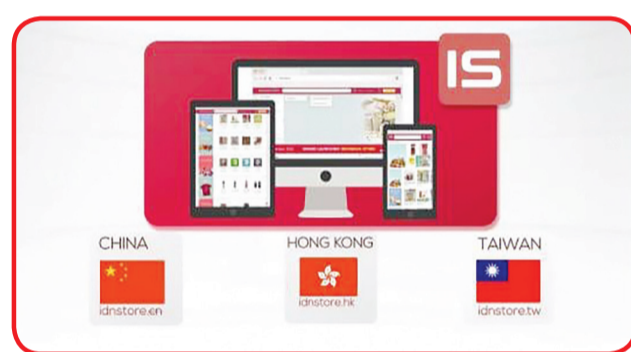 IS
CHINA
HONG KONG
TAIWAN
idnstore.cn
idnstore.hk
idnstore.tw